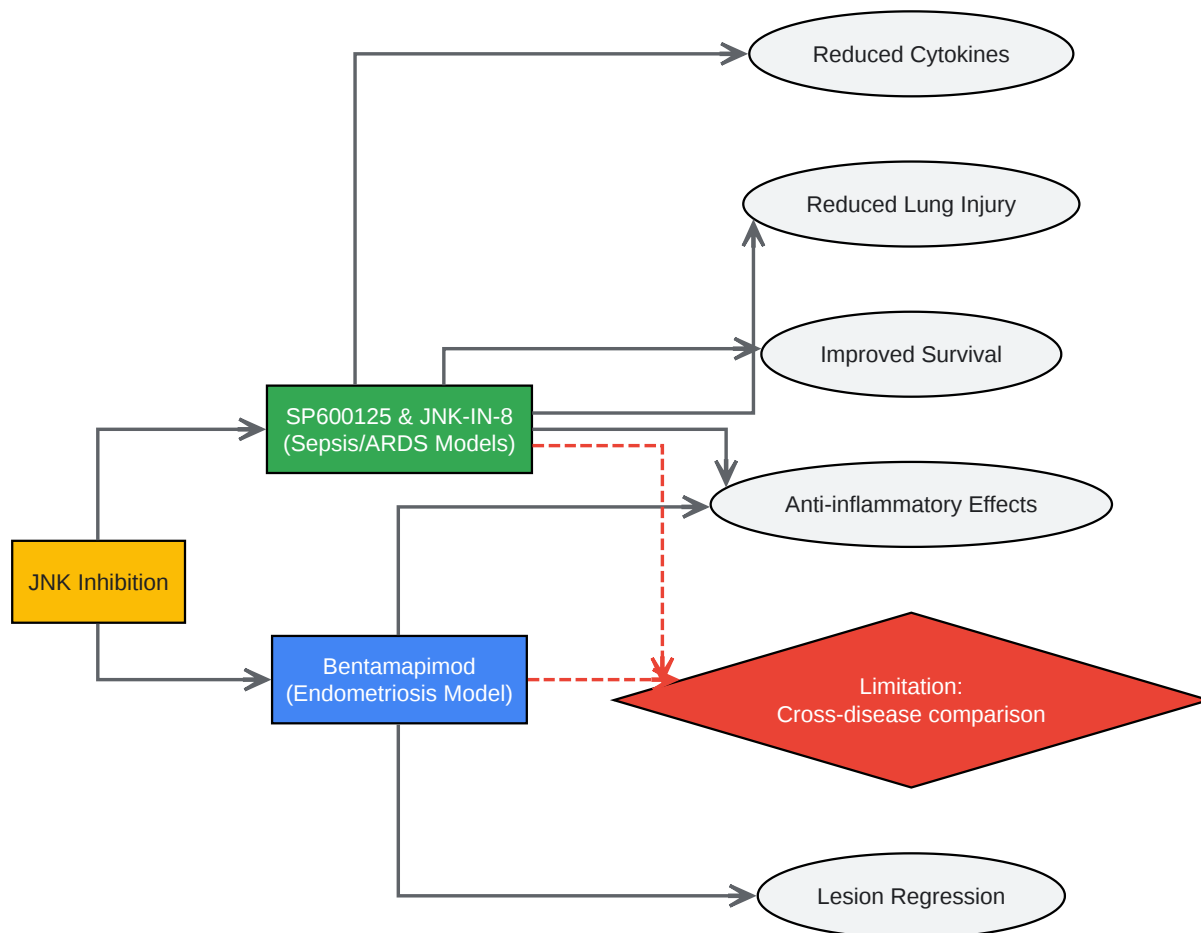 Reduced Cytokines
Reduced Lung Injury
Improved Survival
SP600125 & JNK-IN-8
(Sepsis/ARDS Models)
Anti-inflammatory Effects
JNK Inhibition
Bentamapimod
(Endometriosis Model)
Limitation:
Cross-disease comparison
Lesion Regression